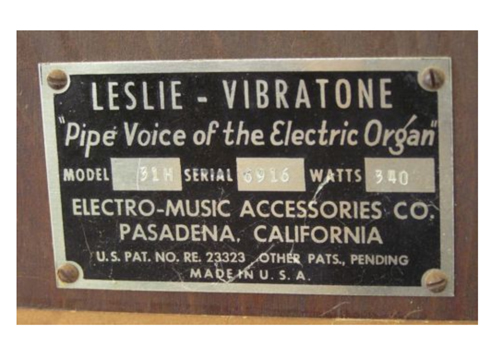 LESLIE - VIBRATONE
"Pipe Voice of the Electric Organ"
MODEL 31H SERIAL 6916 WATTS 340
ELECTRO-MUSIC ACCESSORIES CO.
PASADENA, CALIFORNIA
U.S. PAT. NO. RE. 23323 OTHER PATS., PENDING
MADE IN U. S. A.